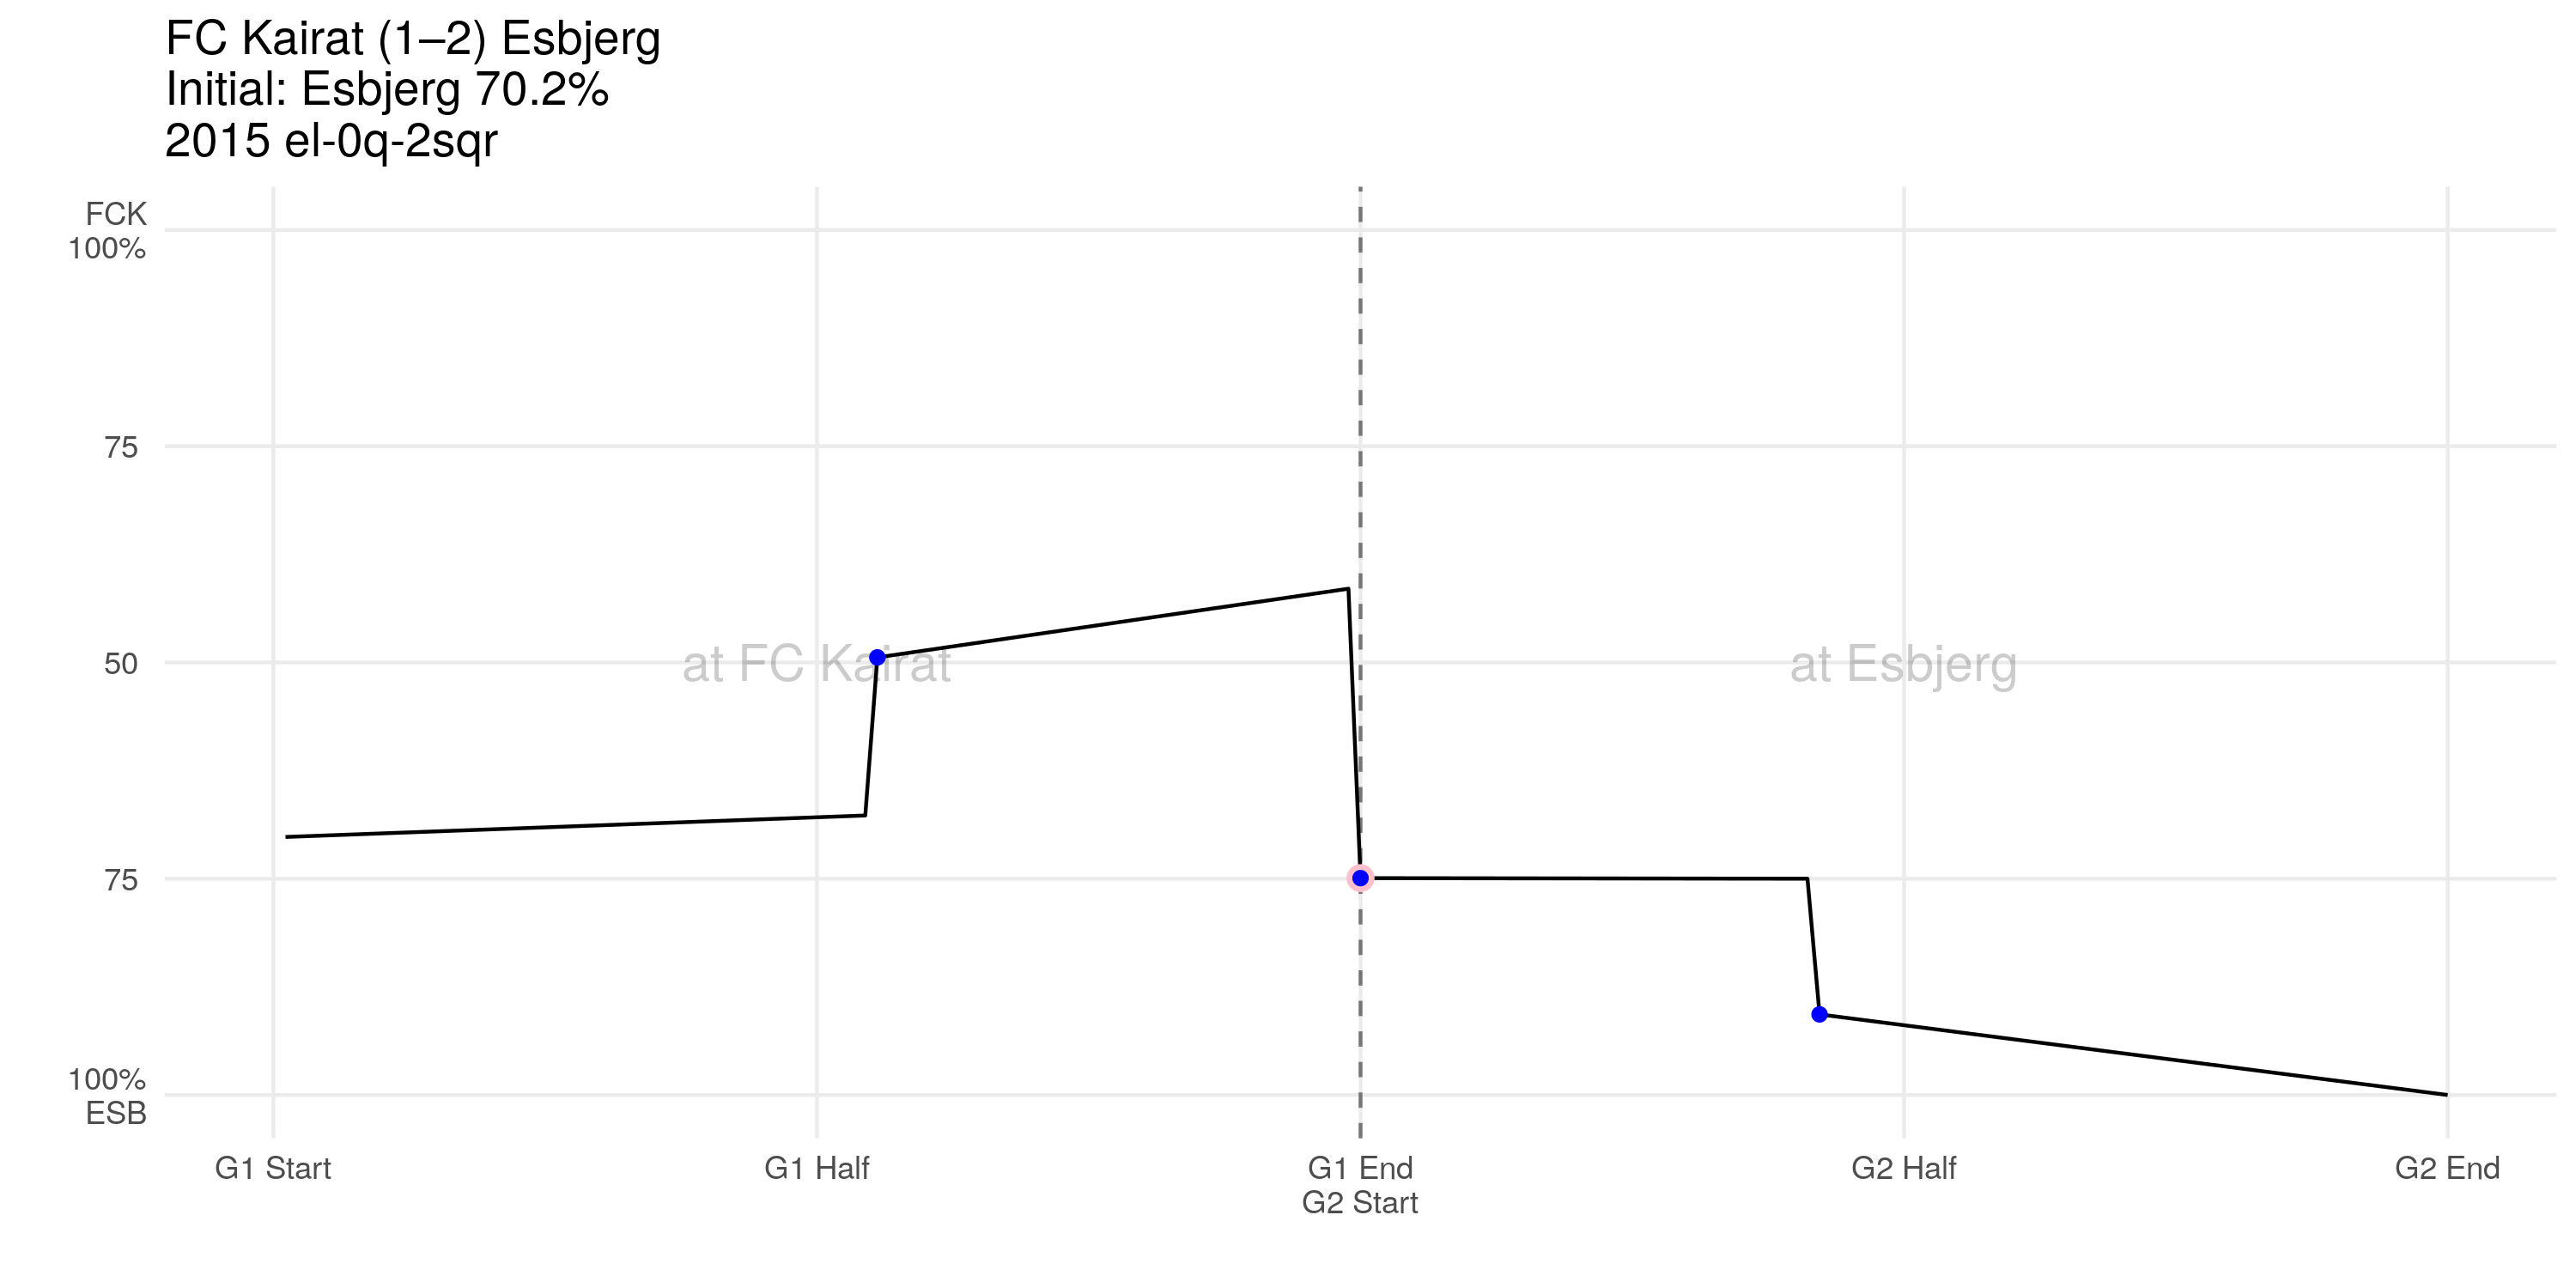 FC Kairat (1–2) Esbjerg
Initial: Esbjerg 70.2%
2015 el-0q-2sqr
FCK
100%
75
50
75
100%
ESB
at FC Kairat
at Esbjerg
G1 Start
G1 Half
G1 End
G2 Start
G2 Half
G2 End